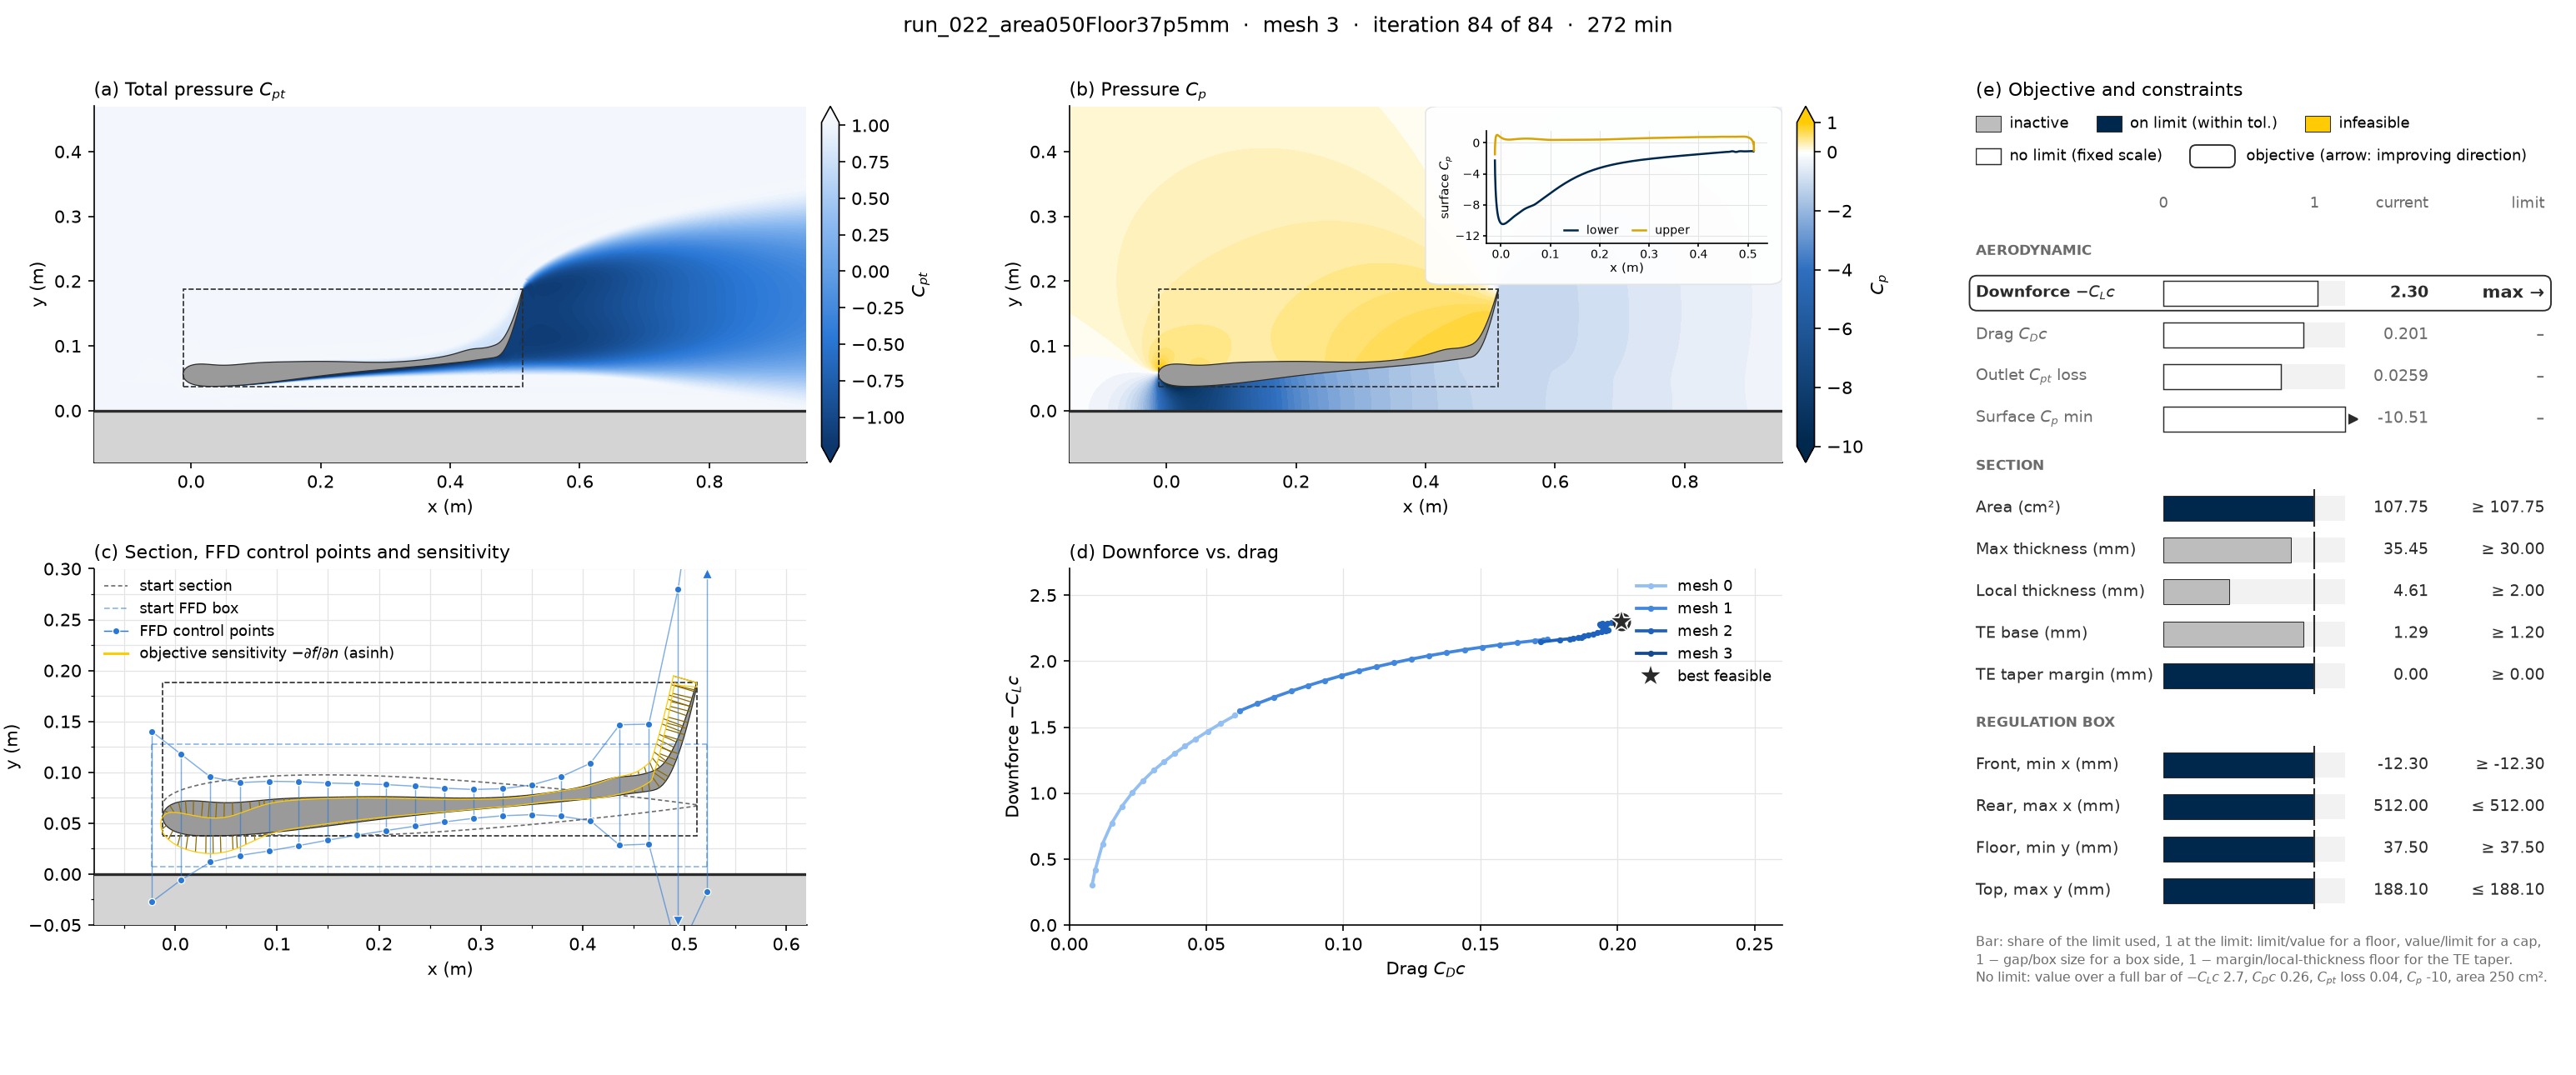 run_022_area050Floor37p5mm · mesh 3 · iteration 84 of 84 · 272 min
(a) Total pressure Cpt
0.4
0.3
0.2
0.1
0.0
y (m)
0.0 0.2 0.4 0.6 0.8
x (m)
1.00
0.75
0.50
0.25
0.00
−0.25
−0.50
−0.75
−1.00
Cpt
(b) Pressure Cp
0.4
0.3
0.2
0.1
0.0
y (m)
0.0 0.2 0.4 0.6 0.8
x (m)
0
−4
−8
−12
surface Cp
lower upper
0.0 0.1 0.2 0.3 0.4 0.5
x (m)
1
0
−2
−4
−6
−8
−10
Cp
(c) Section, FFD control points and sensitivity
start section
start FFD box
FFD control points
objective sensitivity −∂f/∂n (asinh)
0.30
0.25
0.20
0.15
0.10
0.05
0.00
−0.05
y (m)
0.0 0.1 0.2 0.3 0.4 0.5 0.6
x (m)
(d) Downforce vs. drag
mesh 0
mesh 1
mesh 2
mesh 3
best feasible
2.5
2.0
1.5
1.0
0.5
0.0
Downforce −CLc
0.00 0.05 0.10 0.15 0.20 0.25
Drag CDc
(e) Objective and constraints
inactive on limit (within tol.) infeasible
no limit (fixed scale) objective (arrow: improving direction)
0 1 current limit
AERODYNAMIC
Downforce −CLc 2.30 max →
Drag CDc 0.201 –
Outlet Cpt loss 0.0259 –
Surface Cp min -10.51 –
SECTION
Area (cm²) 107.75 ≥ 107.75
Max thickness (mm) 35.45 ≥ 30.00
Local thickness (mm) 4.61 ≥ 2.00
TE base (mm) 1.29 ≥ 1.20
TE taper margin (mm) 0.00 ≥ 0.00
REGULATION BOX
Front, min x (mm) -12.30 ≥ -12.30
Rear, max x (mm) 512.00 ≤ 512.00
Floor, min y (mm) 37.50 ≥ 37.50
Top, max y (mm) 188.10 ≤ 188.10
Bar: share of the limit used, 1 at the limit: limit/value for a floor, value/limit for a cap,
1 − gap/box size for a box side, 1 − margin/local-thickness floor for the TE taper.
No limit: value over a full bar of −CLc 2.7, CDc 0.26, Cpt loss 0.04, Cp -10, area 250 cm².